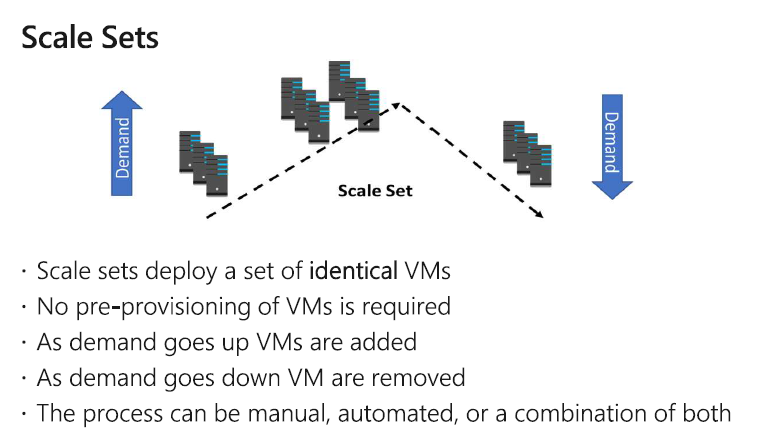 Scale Sets
Demand
Demand
Scale Set
· Scale sets deploy a set of identical VMs
· No pre-provisioning of VMs is required
· As demand goes up VMs are added
· As demand goes down VM are removed
· The process can be manual, automated, or a combination of both